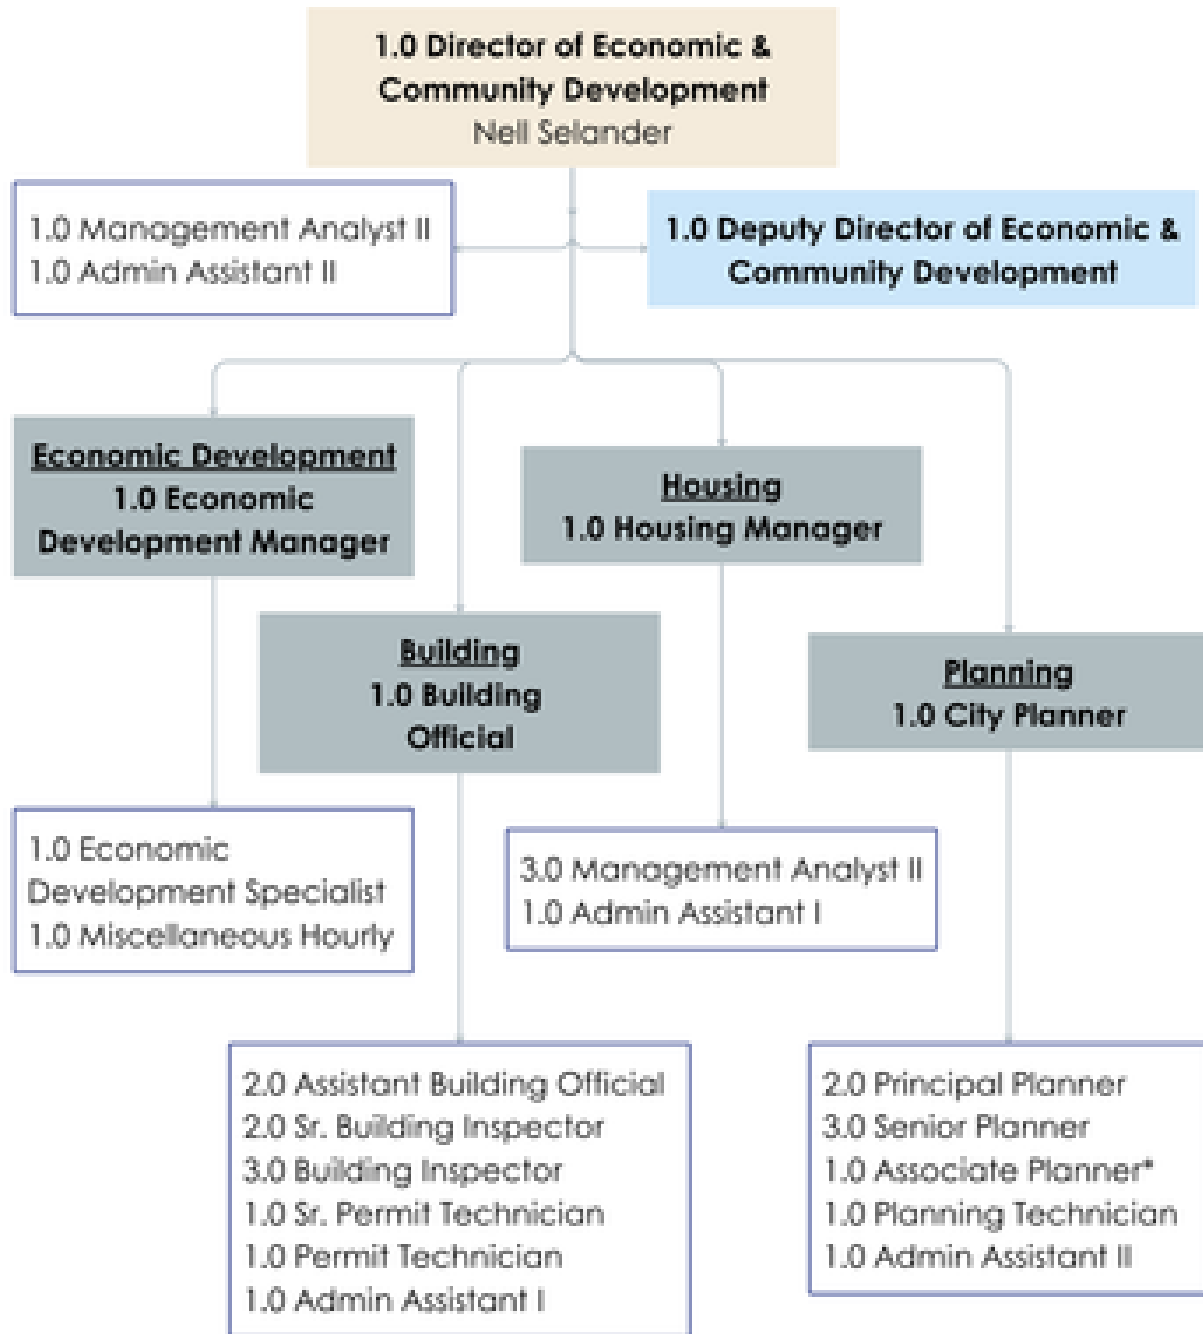 1.0 Director of Economic &
Community Development
Nell Selander
1.0 Management Analyst II
1.0 Admin Assistant II
1.0 Deputy Director of Economic &
Community Development
Economic Development
1.0 Economic
Development Manager
Housing
1.0 Housing Manager
Building
1.0 Building
Official
Planning
1.0 City Planner
1.0 Economic
Development Specialist
1.0 Miscellaneous Hourly
3.0 Management Analyst II
1.0 Admin Assistant I
2.0 Assistant Building Official
2.0 Sr. Building Inspector
3.0 Building Inspector
1.0 Sr. Permit Technician
1.0 Permit Technician
1.0 Admin Assistant I
2.0 Principal Planner
3.0 Senior Planner
1.0 Associate Planner*
1.0 Planning Technician
1.0 Admin Assistant II